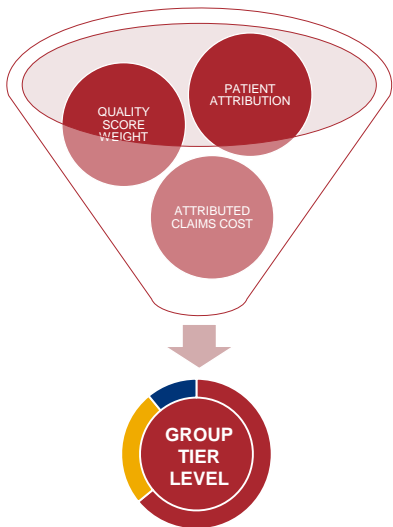 PATIENT
ATTRIBUTION
QUALITY
SCORE
WEIGHT
ATTRIBUTED
CLAIMS COST
GROUP
TIER
LEVEL